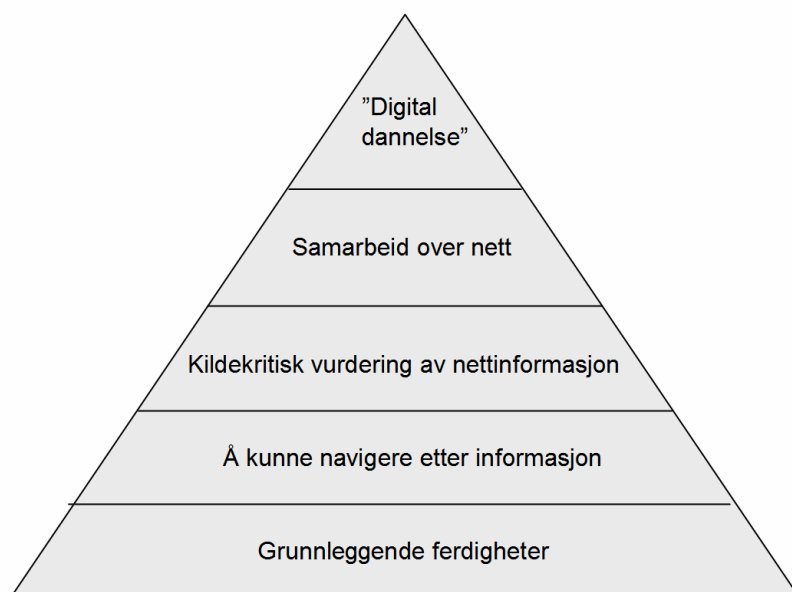 ”Digital
dannelse”
Samarbeid over nett
Kildekritisk vurdering av nettinformasjon
Å kunne navigere etter informasjon
Grunnleggende ferdigheter